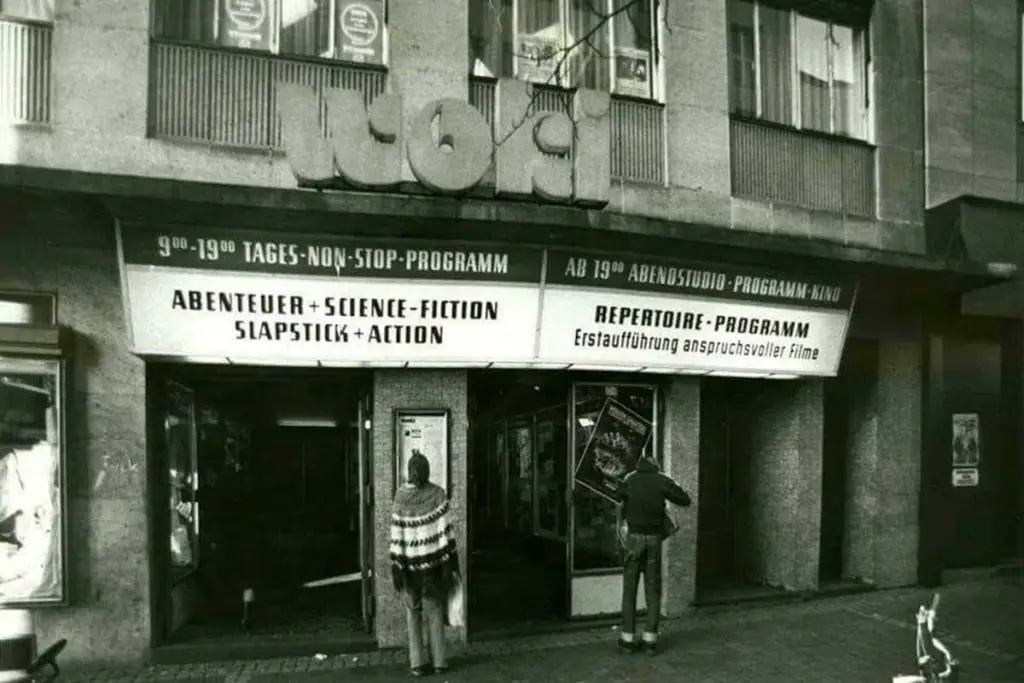 Woki
9⁰⁰-19⁰⁰ TAGES-NON-STOP-PROGRAMM
ABENTEUER + SCIENCE-FICTION
SLAPSTICK + ACTION
AB 19⁰⁰ ABENDSTUDIO-PROGRAMM-KINO
REPERTOIRE-PROGRAMM
Erstaufführung anspruchsvoller Filme